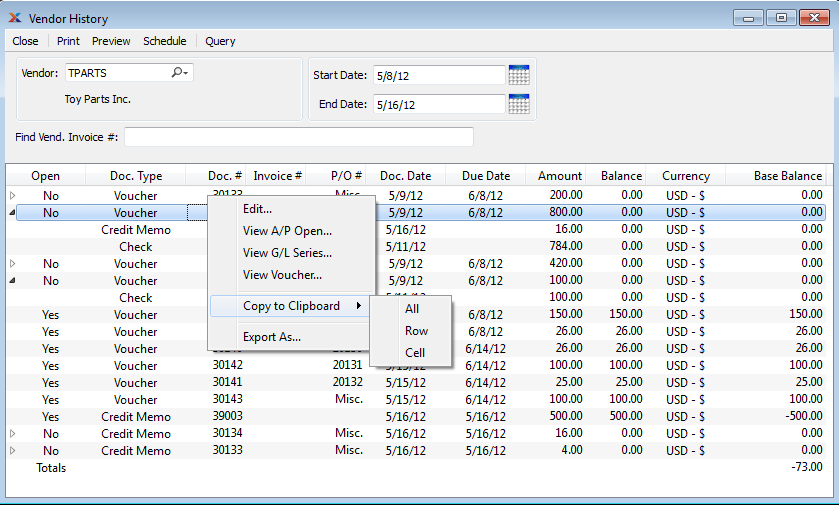 Vendor History
Close Print Preview Schedule Query
Vendor: TPARTS
Toy Parts Inc.
Start Date: 5/8/12
End Date: 5/16/12
Find Vend. Invoice #:
Open Doc. Type Doc. # Invoice # P/O # Doc. Date Due Date Amount Balance Currency Base Balance
No Voucher 30133 Misc. 5/9/12 6/8/12 200.00 0.00 USD - $ 0.00
No Voucher 5/9/12 6/8/12 800.00 0.00 USD - $ 0.00
Credit Memo 5/16/12 16.00 0.00 USD - $ 0.00
Check 5/11/12 784.00 0.00 USD - $ 0.00
No Voucher 5/9/12 6/8/12 420.00 0.00 USD - $ 0.00
No Voucher 5/9/12 6/8/12 100.00 0.00 USD - $ 0.00
Check 5/11/12 100.00 0.00 USD - $ 0.00
Yes Voucher 6/8/12 150.00 150.00 USD - $ 150.00
Yes Voucher 6/8/12 26.00 26.00 USD - $ 26.00
Yes Voucher 6/14/12 26.00 26.00 USD - $ 26.00
Yes Voucher 30142 20131 5/15/12 6/14/12 100.00 100.00 USD - $ 100.00
Yes Voucher 30141 20132 5/15/12 6/14/12 25.00 25.00 USD - $ 25.00
Yes Voucher 30143 Misc. 5/15/12 6/14/12 100.00 100.00 USD - $ 100.00
Yes Credit Memo 39003 5/16/12 5/16/12 500.00 500.00 USD - $ -500.00
No Credit Memo 30134 Misc. 5/16/12 5/16/12 16.00 0.00 USD - $ 0.00
No Credit Memo 30133 Misc. 5/16/12 5/16/12 4.00 0.00 USD - $ 0.00
Totals -73.00
Edit...
View A/P Open...
View G/L Series...
View Voucher...
Copy to Clipboard
Export As...
All
Row
Cell